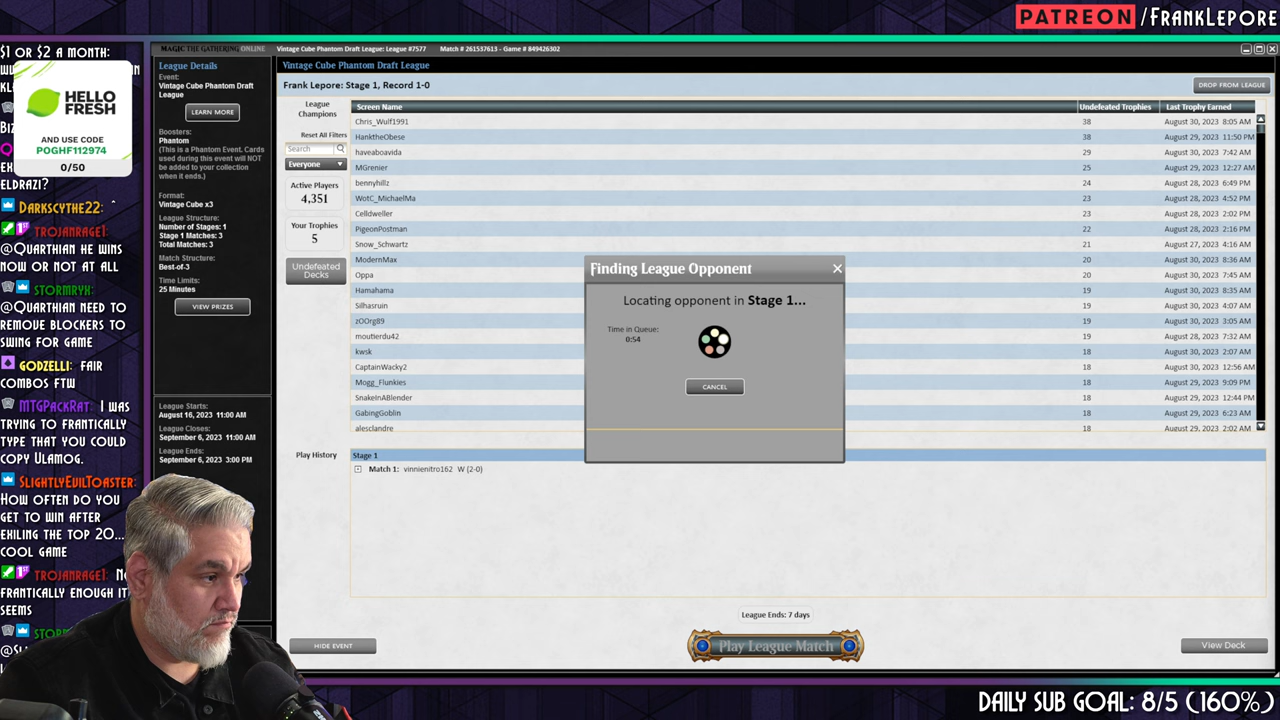 PATREON /FRANKLEPORE
$1 OR $2 A MONTH:
HELLO
FRESH
AND USE CODE
POGHF112974
0/50
ELDRAZI?
DARKSCYTHE22: ^
TROJANRAGE1:
@QUARTHIAN HE WINS
NOW OR NOT AT ALL
STORMRYX:
@QUARTHIAN NEED TO
REMOVE BLOCKERS TO
SWING FOR GAME
GODZELLI: FAIR
COMBOS FTW
MTGPACKRAT: I WAS
TRYING TO FRANTICALLY
TYPE THAT YOU COULD
COPY ULAMOG.
SLIGHTLYEVILTOASTER:
HOW OFTEN DO YOU
GET TO WIN AFTER
EXILING THE TOP 20...
COOL GAME
TROJANRAGE1:
FRANTICALLY ENOUGH IT
SEEMS
MAGIC THE GATHERING ONLINE
Vintage Cube Phantom Draft League: League #7577
Match # 261537613 - Game # 849426302
League Details
Event:
Vintage Cube Phantom Draft
League
LEARN MORE
Boosters:
Phantom
(This is a Phantom Event. Cards
used during this event will NOT
be added to your collection
when it ends.)
Format:
Vintage Cube x3
League Structure:
Number of Stages: 1
Stage 1 Matches: 3
Total Matches: 3
Match Structure:
Best-of-3
Time Limits:
25 Minutes
VIEW PRIZES
League Starts:
August 16, 2023 11:00 AM
League Closes:
September 6, 2023 11:00 AM
League Ends:
September 6, 2023 3:00 PM
Vintage Cube Phantom Draft League
Frank Lepore: Stage 1, Record 1-0
DROP FROM LEAGUE
League
Champions
Reset All Filters
Search
Everyone
Active Players
4,351
Your Trophies
5
Undefeated
Decks
Screen Name Undefeated Trophies Last Trophy Earned
Chris_Wulf1991 38 August 30, 2023 8:05 AM
HanktheObese 38 August 29, 2023 11:50 PM
haveaboavida 29 August 30, 2023 7:42 AM
MGrenier 25 August 29, 2023 12:27 AM
bennyhillz 24 August 28, 2023 6:49 PM
WotC_MichaelMa 23 August 28, 2023 4:52 PM
Celldweller 23 August 28, 2023 2:02 PM
PigeonPostman 22 August 28, 2023 2:16 PM
Snow_Schwartz 21 August 27, 2023 4:16 AM
ModernMax 20 August 30, 2023 8:36 AM
Oppa 20 August 30, 2023 7:45 AM
Hamahama 19 August 30, 2023 8:35 AM
Silhasruin 19 August 30, 2023 4:07 AM
zOOrg89 19 August 30, 2023 3:05 AM
moutierdu42 19 August 28, 2023 7:32 AM
kwsk 18 August 30, 2023 2:07 AM
CaptainWacky2 18 August 30, 2023 12:56 AM
Mogg_Flunkies 18 August 29, 2023 9:09 PM
SnakeInABlender 18 August 29, 2023 12:44 PM
GabingGoblin 18 August 29, 2023 6:23 AM
alesclandre 18 August 29, 2023 2:02 AM
Finding League Opponent
Locating opponent in Stage 1...
Time in Queue:
0:54
CANCEL
Play History
Stage 1
Match 1: vinnienitro162 W (2-0)
League Ends: 7 days
HIDE EVENT
Play League Match
View Deck
DAILY SUB GOAL: 8/5 (160%)